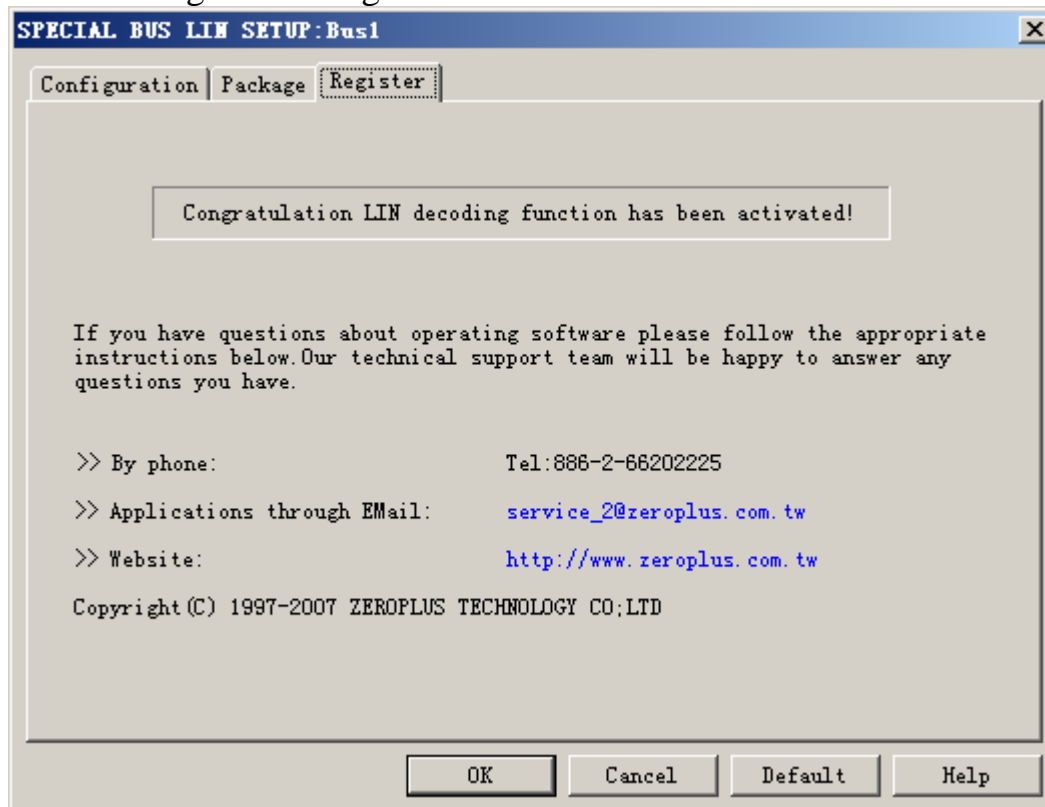 SPECIAL BUS LIN SETUP:Bus1
Configuration Package Register
Congratulation LIN decoding function has been activated!
If you have questions about operating software please follow the appropriate
instructions below.Our technical support team will be happy to answer any
questions you have.
>> By phone: Tel:886-2-66202225
>> Applications through EMail: service_2@zeroplus.com.tw
>> Website: http://www.zeroplus.com.tw
Copyright(C) 1997-2007 ZEROPLUS TECHNOLOGY CO;LTD
OK Cancel Default Help